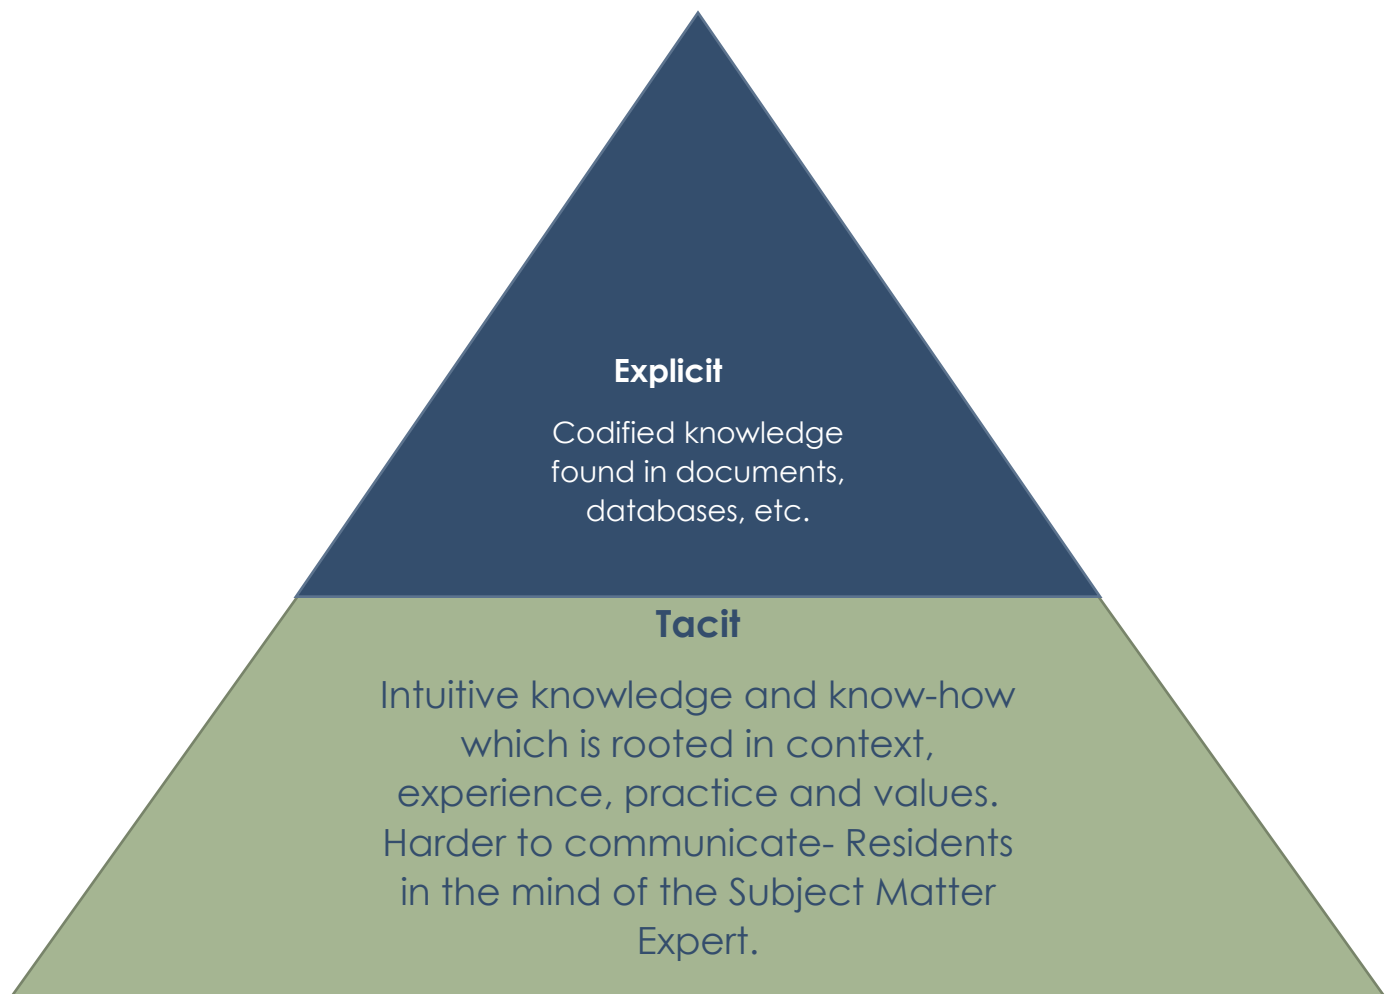 Explicit
Codified knowledge
found in documents,
databases, etc.
Tacit
Intuitive knowledge and know-how
which is rooted in context,
experience, practice and values.
Harder to communicate- Residents
in the mind of the Subject Matter
Expert.